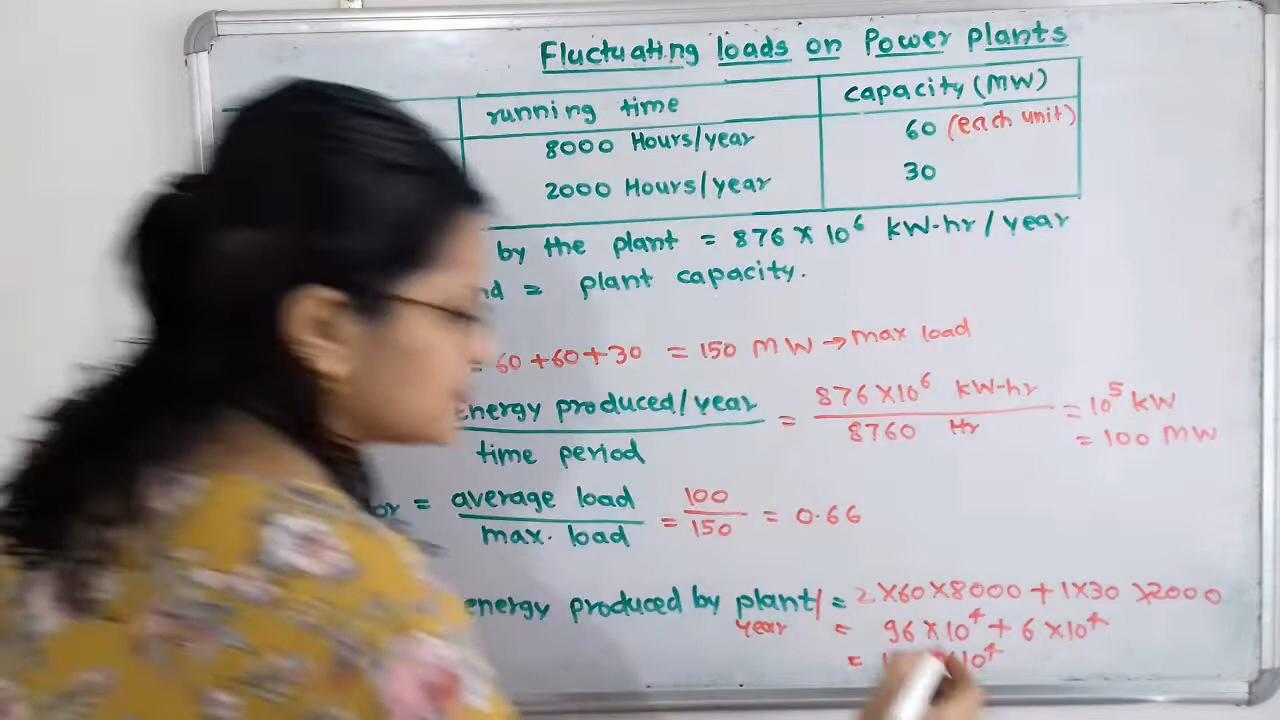 Fluctuating loads on Power Plants
running time capacity (MW)
8000 Hours/year 60 (each unit)
2000 Hours/year 30
by the plant = 876 × 10⁶ kW-hr/year
nd = plant capacity.
= 60 + 60 + 30 = 150 MW → max load
Energy produced/year = 876 × 10⁶ kW-hr = 10⁵ kW
time period 8760 Hr = 100 MW
or = average load = 100 = 0.66
max. load 150
energy produced by plant/ = 2 × 60 × 8000 + 1 × 30 × 2000
year = 96 × 10⁴ + 6 × 10⁴
= 10⁴